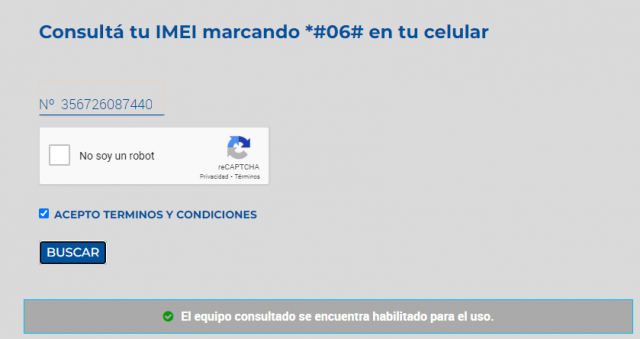 Consultá tu IMEI marcando *#06# en tu celular
Nº 356726087440
No soy un robot
reCAPTCHA
Privacidad - Términos
ACEPTO TERMINOS Y CONDICIONES
BUSCAR
El equipo consultado se encuentra habilitado para el uso.